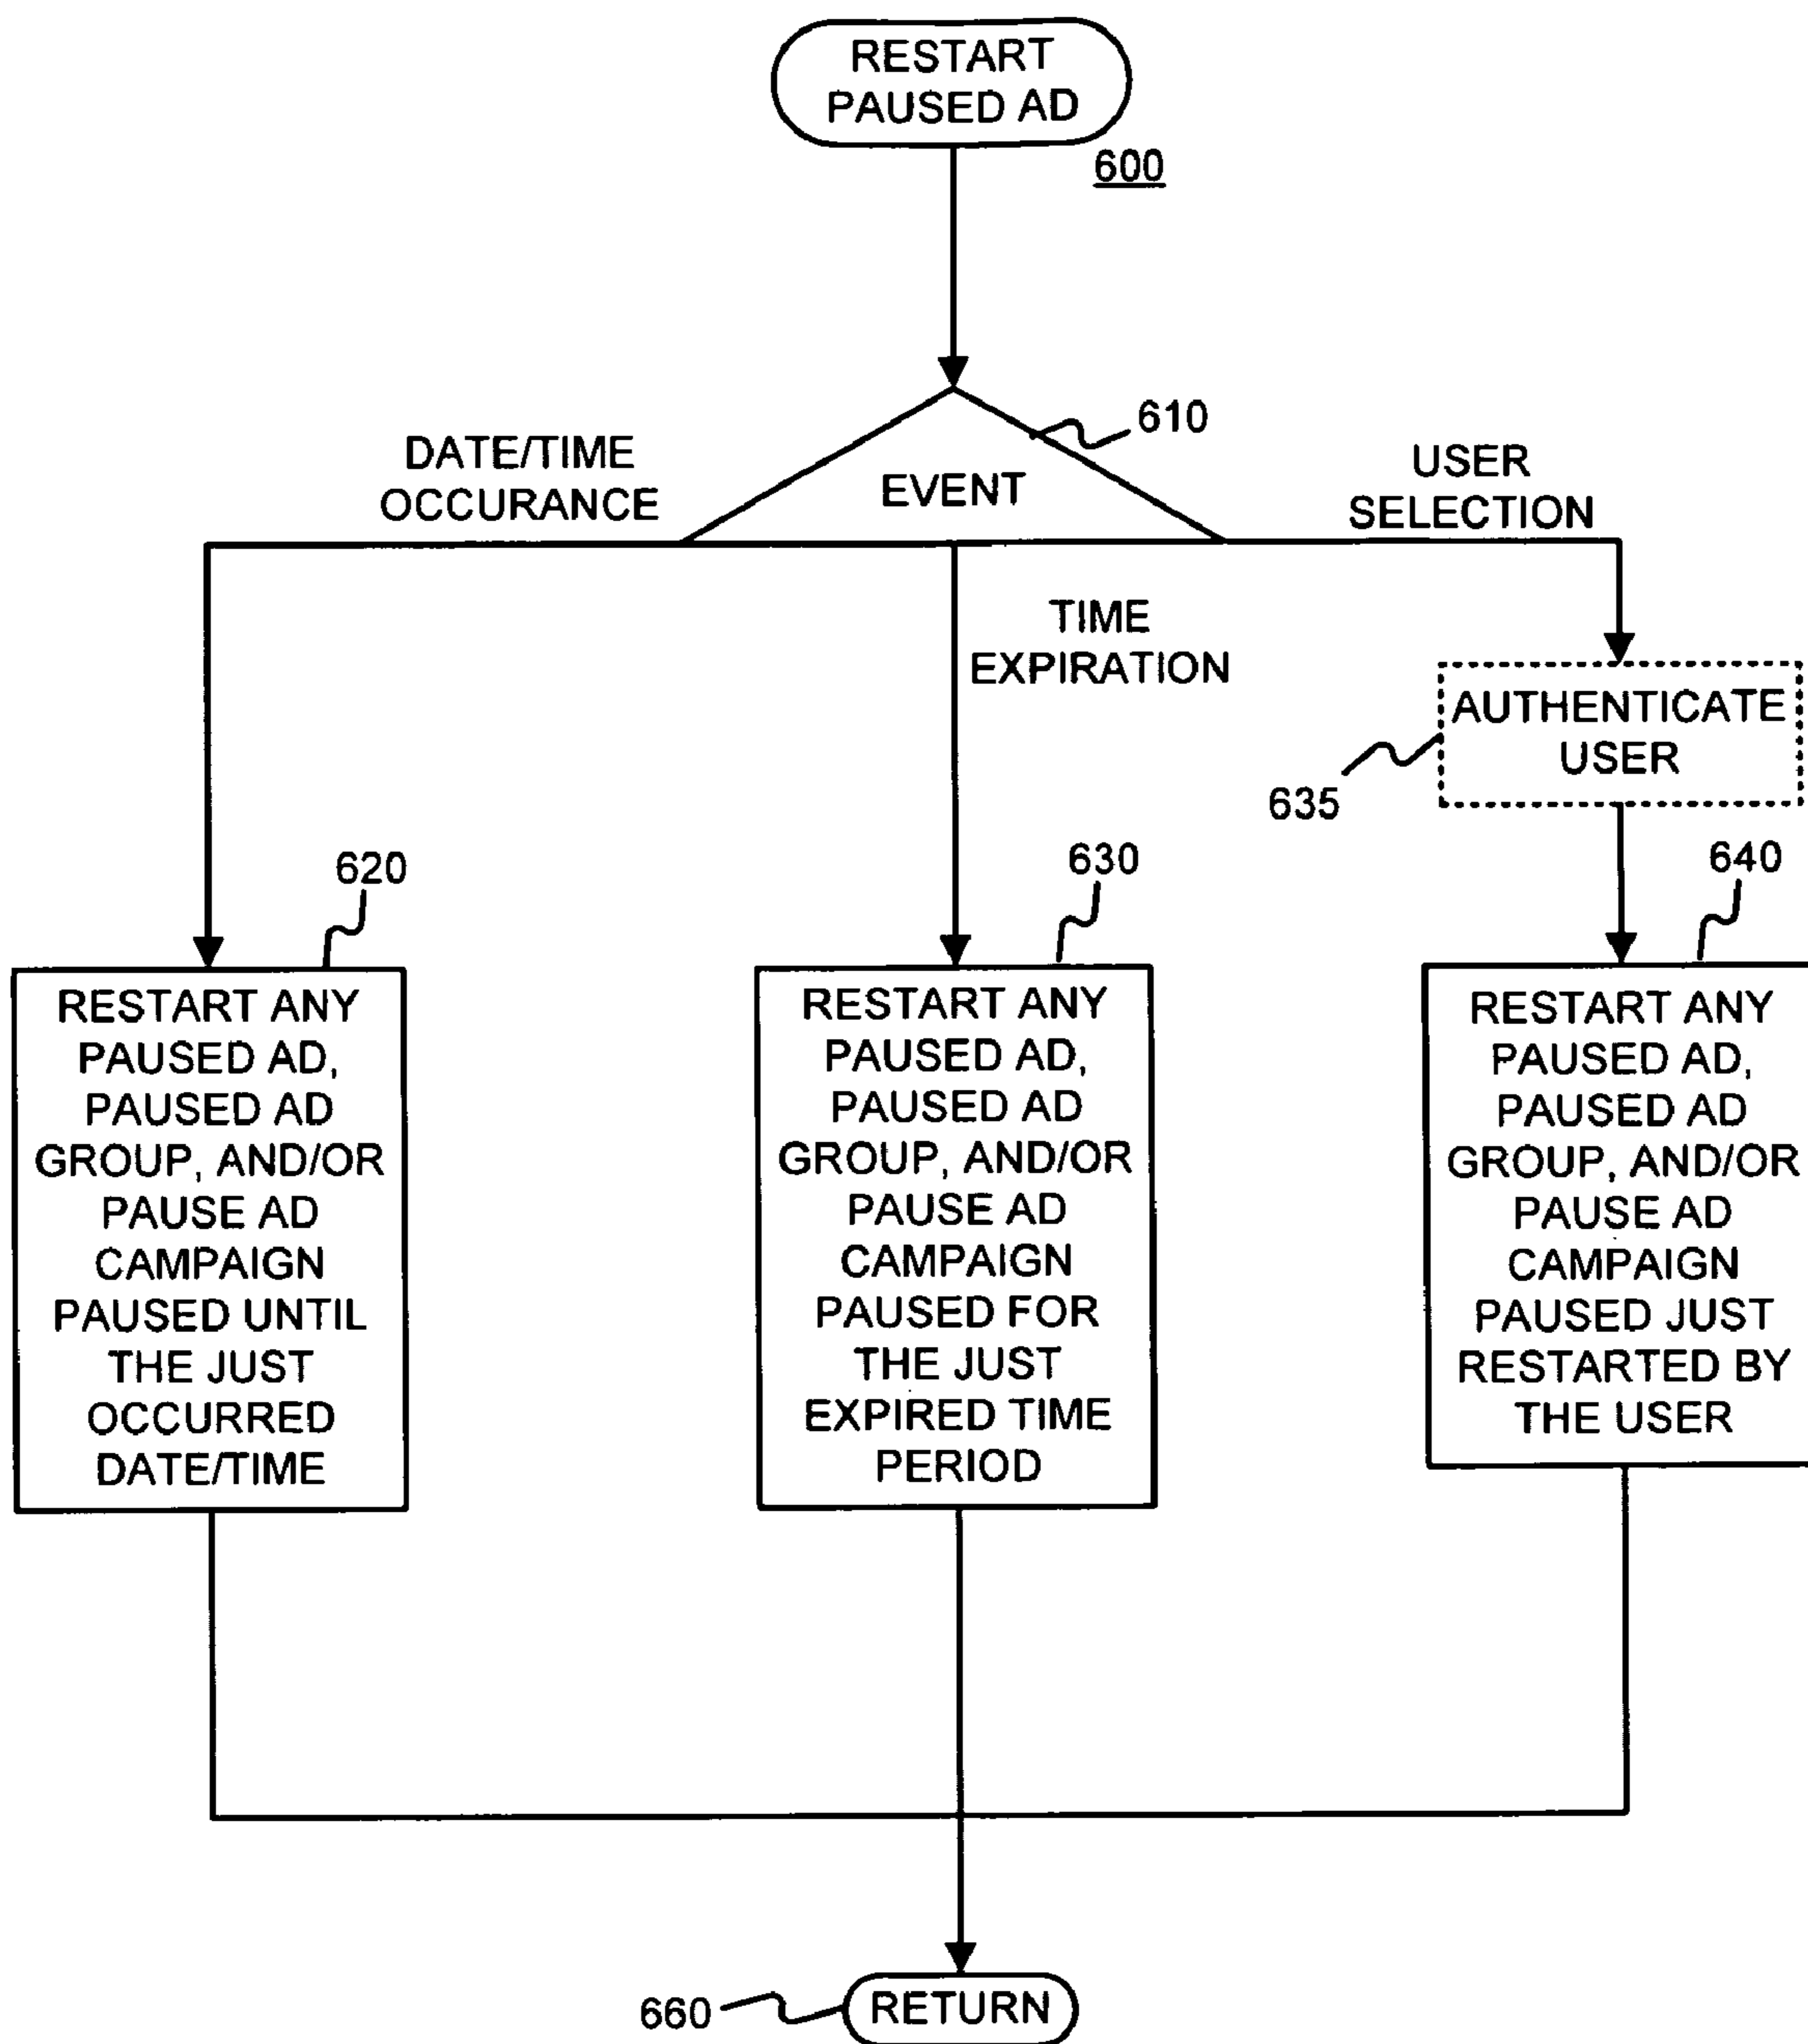 RESTART
PAUSED AD
600
610
DATE/TIME
OCCURANCE
EVENT
USER
SELECTION
TIME
EXPIRATION
AUTHENTICATE
USER
635
620
630
640
RESTART ANY
PAUSED AD,
PAUSED AD
GROUP, AND/OR
PAUSE AD
CAMPAIGN
PAUSED UNTIL
THE JUST
OCCURRED
DATE/TIME
RESTART ANY
PAUSED AD,
PAUSED AD
GROUP, AND/OR
PAUSE AD
CAMPAIGN
PAUSED FOR
THE JUST
EXPIRED TIME
PERIOD
RESTART ANY
PAUSED AD,
PAUSED AD
GROUP, AND/OR
PAUSE AD
CAMPAIGN
PAUSED JUST
RESTARTED BY
THE USER
660
RETURN